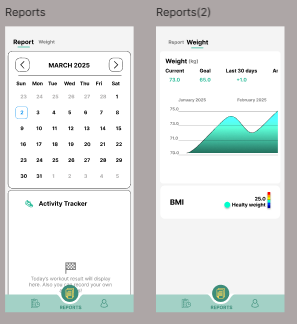 Reports
Report Weight
MARCH 2025
Sun Mon Tue Wed Thu Fri Sat
23 24 25 26 27 28 1
2 3 4 5 6 7 8
9 10 11 12 13 14 15
16 17 18 19 20 21 22
23 24 25 26 27 28 29
30 31 1 2 3 4 5
Activity Tracker
Today's workout result will display
here. Also you can record your own
REPORTS
Reports(2)
Report Weight
Weight (kg)
Current Goal Last 30 days
73.0 65.0 +1.0
January 2025 February 2025
75.0
73.0
71.0
70.0
BMI
25.0
Healty weight
REPORTS